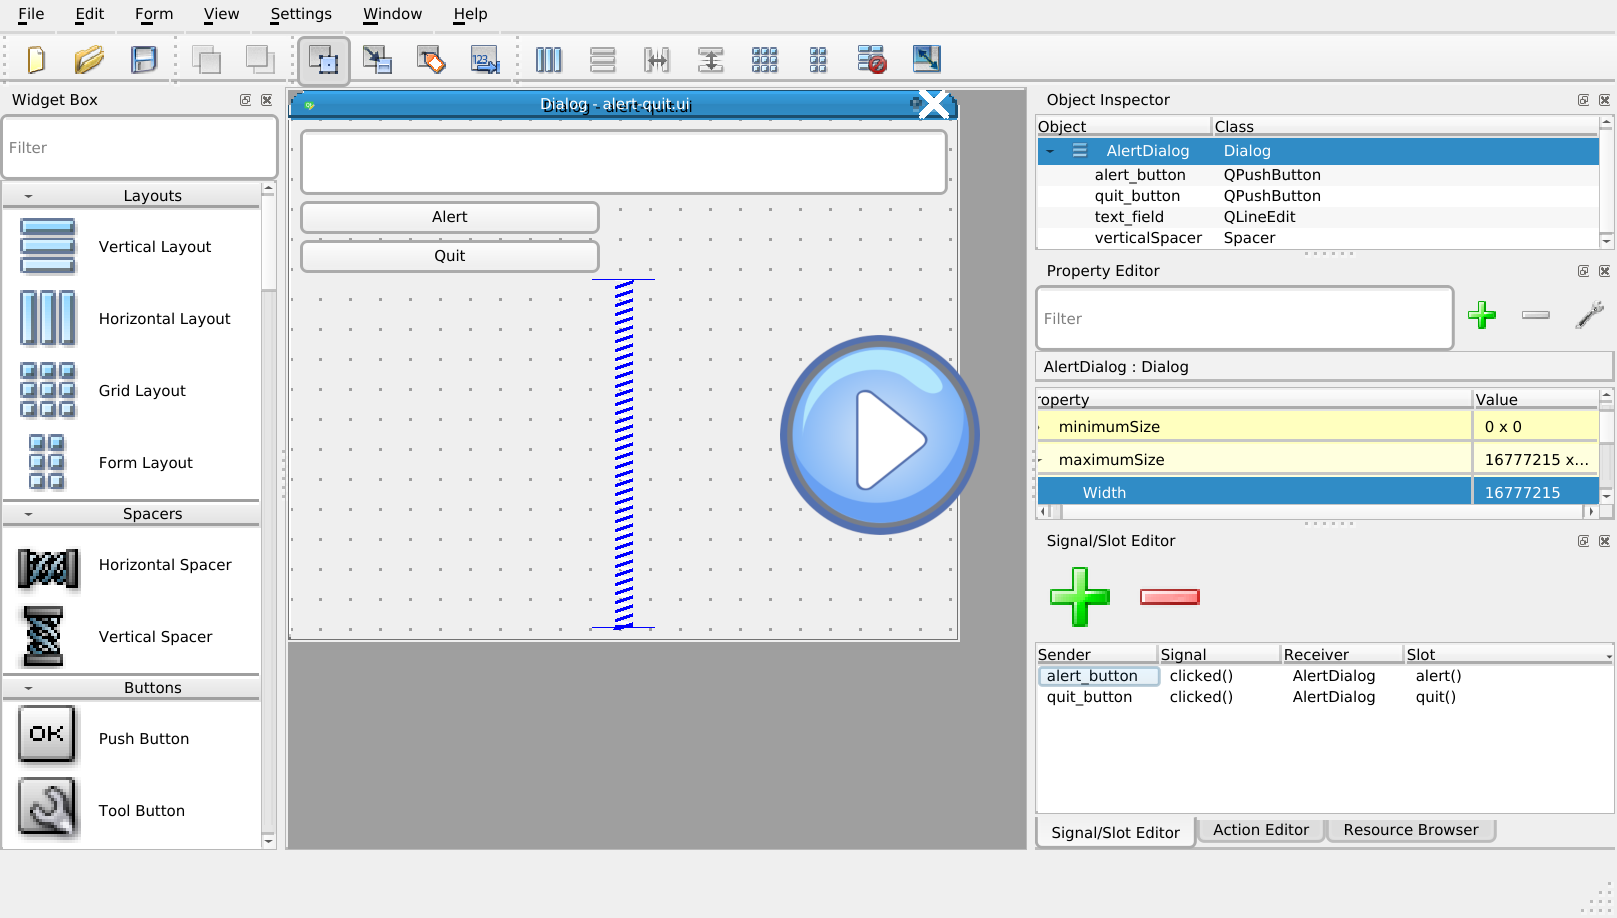 File Edit Form View Settings Window Help
Widget Box
Filter
Layouts
Vertical Layout
Horizontal Layout
Grid Layout
Form Layout
Spacers
Horizontal Spacer
Vertical Spacer
Buttons
OK
Push Button
Tool Button
123
Dialog - alert-quit.ui
Alert
Quit
Object Inspector
Object Class
AlertDialog Dialog
alert_button QPushButton
quit_button QPushButton
text_field QLineEdit
verticalSpacer Spacer
Property Editor
Filter
AlertDialog : Dialog
roperty Value
minimumSize 0 x 0
maximumSize 16777215 x...
Width 16777215
Signal/Slot Editor
Sender Signal Receiver Slot
alert_button clicked() AlertDialog alert()
quit_button clicked() AlertDialog quit()
Signal/Slot Editor Action Editor Resource Browser